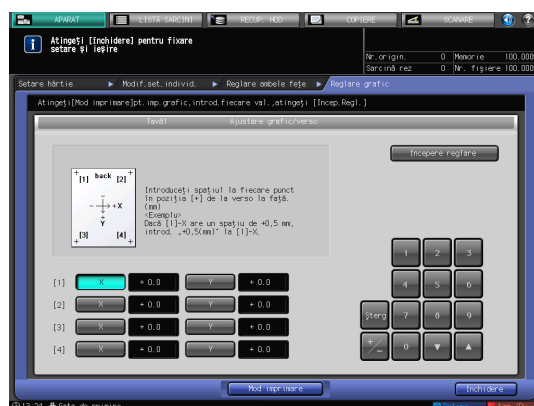 APARAT
LISTĂ SARCINI
RECUP. HDD
COPIERE
SCANARE
Atingeți [Închidere] pentru fixare
setare și ieșire
Nr.origin. 0 Memorie 100.000
Sarcină rez 0 Nr. fișiere 100.000
Setare hârtie Modif.set.individ. Reglare ambele fețe Reglare grafic
Atingeți[Mod imprimare]pt.imp.grafic,introd.fiecare val.,atingeți [Încep.Regl.]
Tavă1 Ajustare grafic/verso
Începere reglare
[1] back [2]
+X
+
Y
[3] [4]
Introduceți spațiul la fiecare punct
în poziția [+] de la verso la față.
(mm)
<Exemplu>
Dacă [1]-X are un spațiu de +0,5 mm,
introd. „+0,5(mm)" la [1]-X.
[1] X + 0.0 Y + 0.0
[2] X + 0.0 Y + 0.0
[3] X + 0.0 Y + 0.0
[4] X + 0.0 Y + 0.0
1 2 3
4 5 6
Șterg 7 8 9
+/- 0 ▼ ▲
Mod imprimare
Închidere
13:24